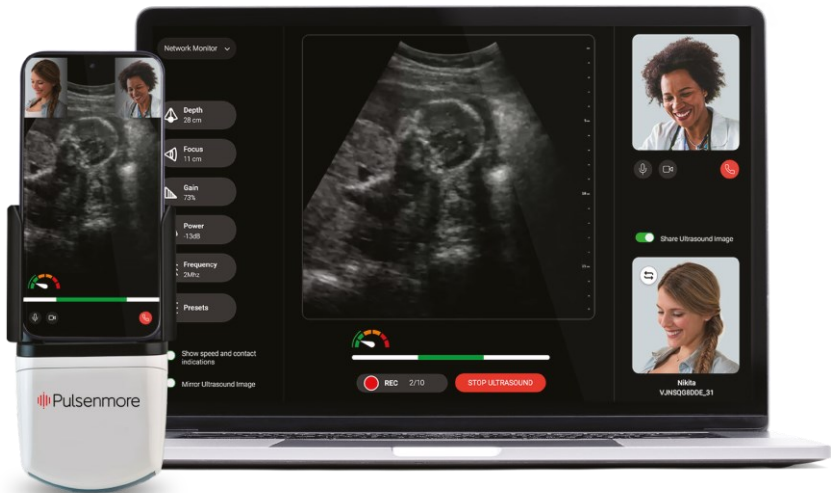 Network Monitor
Depth
28 cm
Focus
11 cm
Gain
73%
Power
-13dB
Frequency
2Mhz
Presets
Show speed and contact
indications
Mirror Ultrasound Image
REC 2/10
STOP ULTRASOUND
Share Ultrasound Image
Nikita
Pulsenmore